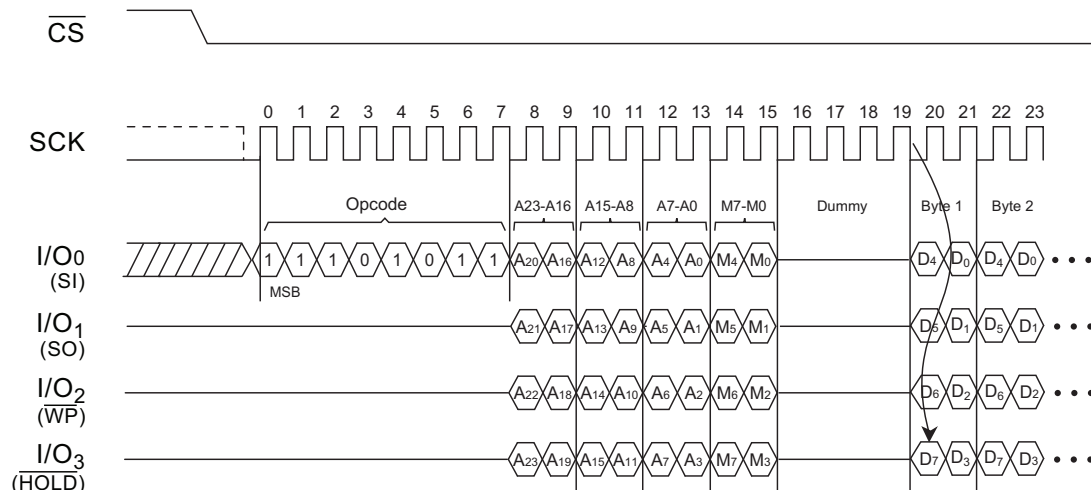 CS
0 1 2 3 4 5 6 7 8 9 10 11 12 13 14 15 16 17 18 19 20 21 22 23
SCK
Opcode A23-A16 A15-A8 A7-A0 M7-M0 Dummy Byte 1 Byte 2
I/O0 1 1 1 0 1 0 1 1 A20 A16 A12 A8 A4 A0 M4 M0 D4 D0 D4 D0 • • •
(SI)
MSB
I/O1 A21 A17 A13 A9 A5 A1 M5 M1 D5 D1 D5 D1 • • •
(SO)
I/O2 A22 A18 A14 A10 A6 A2 M6 M2 D6 D2 D6 D2 • • •
(WP)
I/O3 A23 A19 A15 A11 A7 A3 M7 M3 D7 D3 D7 D3 • • •
(HOLD)